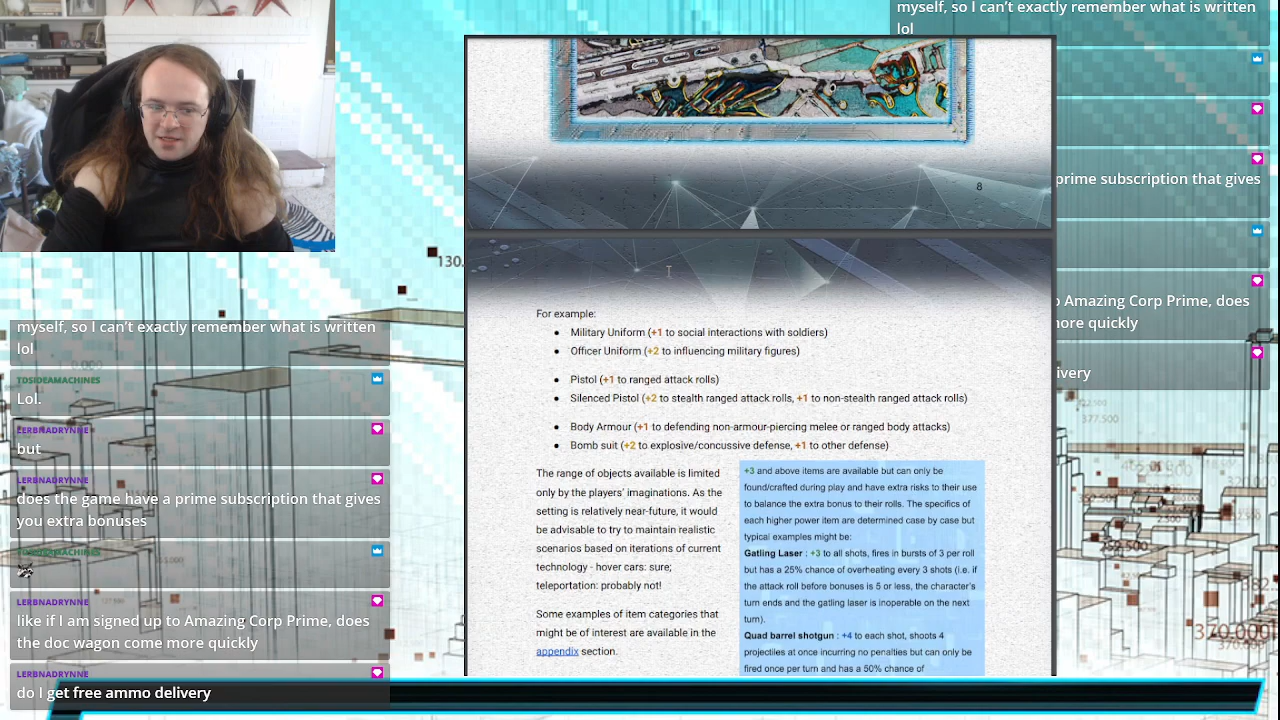 myself, so I can't exactly remember what is written
lol
TDSIDEAMACHINES
Lol.
LERBNADRYNNE
but
LERBNADRYNNE
does the game have a prime subscription that gives
you extra bonuses
TDSIDEAMACHINES
LERBNADRYNNE
like if I am signed up to Amazing Corp Prime, does
the doc wagon come more quickly
LERBNADRYNNE
do I get free ammo delivery
130.
8
For example:
● Military Uniform (+1 to social interactions with soldiers)
● Officer Uniform (+2 to influencing military figures)
● Pistol (+1 to ranged attack rolls)
● Silenced Pistol (+2 to stealth ranged attack rolls, +1 to non-stealth ranged attack rolls)
● Body Armour (+1 to defending non-armour-piercing melee or ranged body attacks)
● Bomb suit (+2 to explosive/concussive defense, +1 to other defense)
The range of objects available is limited
only by the players' imaginations. As the
setting is relatively near-future, it would
be advisable to try to maintain realistic
scenarios based on iterations of current
technology - hover cars: sure;
teleportation: probably not!
Some examples of item categories that
might be of interest are available in the
appendix section.
+3 and above items are available but can only be
found/crafted during play and have extra risks to their use
to balance the extra bonus to their rolls. The specifics of
each higher power item are determined case by case but
typical examples might be:
Gatling Laser : +3 to all shots, fires in bursts of 3 per roll
but has a 25% chance of overheating every 3 shots (i.e. if
the attack roll before bonuses is 5 or less, the character's
turn ends and the gatling laser is inoperable on the next
turn).
Quad barrel shotgun : +4 to each shot, shoots 4
projectiles at once incurring no penalties but can only be
fired once per turn and has a 50% chance of
myself, so I can't exactly remember what is written
lol
prime subscription that gives
Amazing Corp Prime, does
more quickly
ivery
177.500
370.000